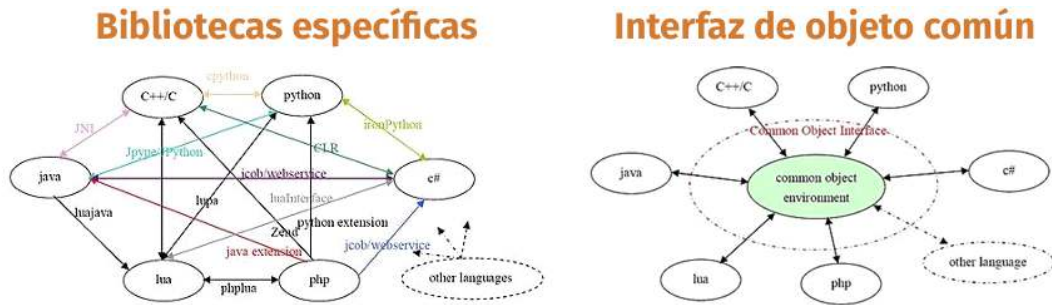 Bibliotecas específicas
cpython
C++/C
python
JNI
ironPython
Jpype/JPython
CLR
java
jcob/webservice
c#
luaInterface
lupa
luajava
python extension
Zend
java extension
jcob/webservice
lua
phplua
php
other languages
Interfaz de objeto común
C++/C
python
Common Object Interface
java
common object
environment
c#
other language
lua
php